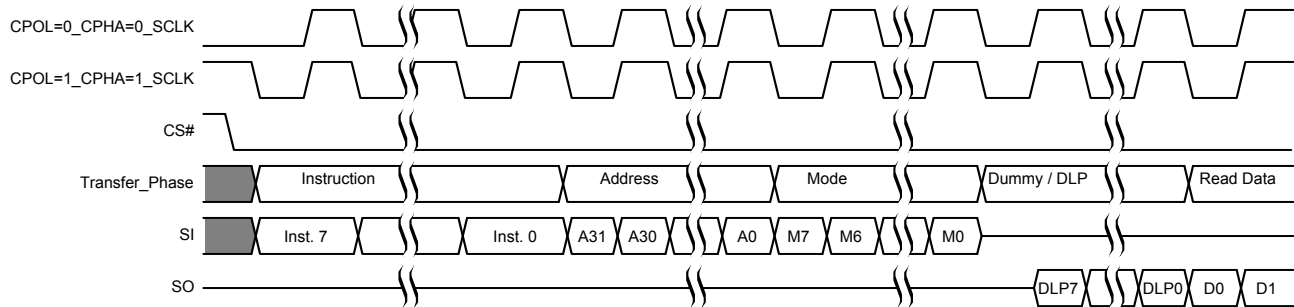 CPOL=0_CPHA=0_SCLK
CPOL=1_CPHA=1_SCLK
CS#
Transfer_Phase Instruction Address Mode Dummy / DLP Read Data
SI Inst. 7 Inst. 0 A31 A30 A0 M7 M6 M0
SO DLP7 DLP0 D0 D1